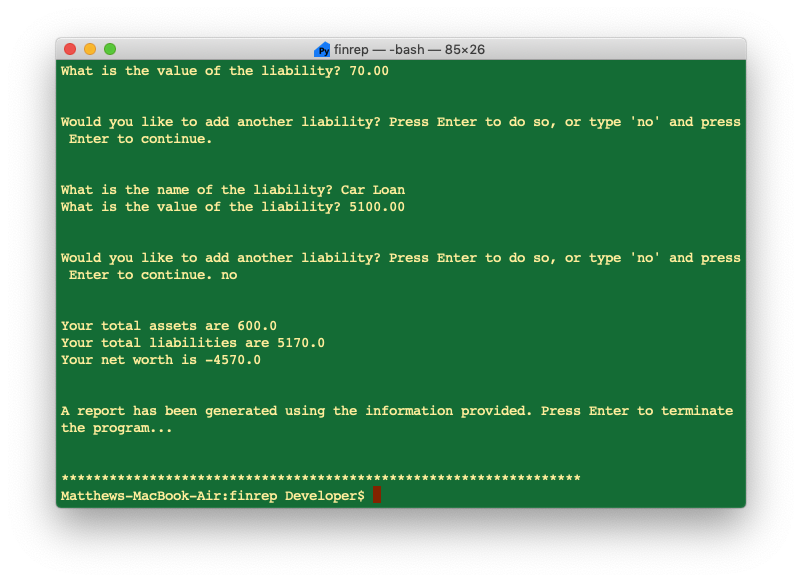 Py finrep — -bash — 85×26
What is the value of the liability? 70.00
Would you like to add another liability? Press Enter to do so, or type 'no' and press
Enter to continue.
What is the name of the liability? Car Loan
What is the value of the liability? 5100.00
Would you like to add another liability? Press Enter to do so, or type 'no' and press
Enter to continue. no
Your total assets are 600.0
Your total liabilities are 5170.0
Your net worth is -4570.0
A report has been generated using the information provided. Press Enter to terminate
the program...
*****************************************************************
Matthews-MacBook-Air:finrep Developer$